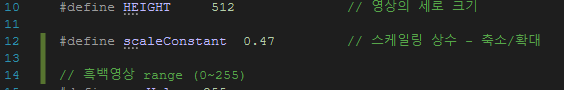 10 #define HEIGHT 512 // 영상의 세로 크기
11
12 #define scaleConstant 0.47 // 스케일링 상수 - 축소/확대
13
14 // 흑백영상 range (0~255)